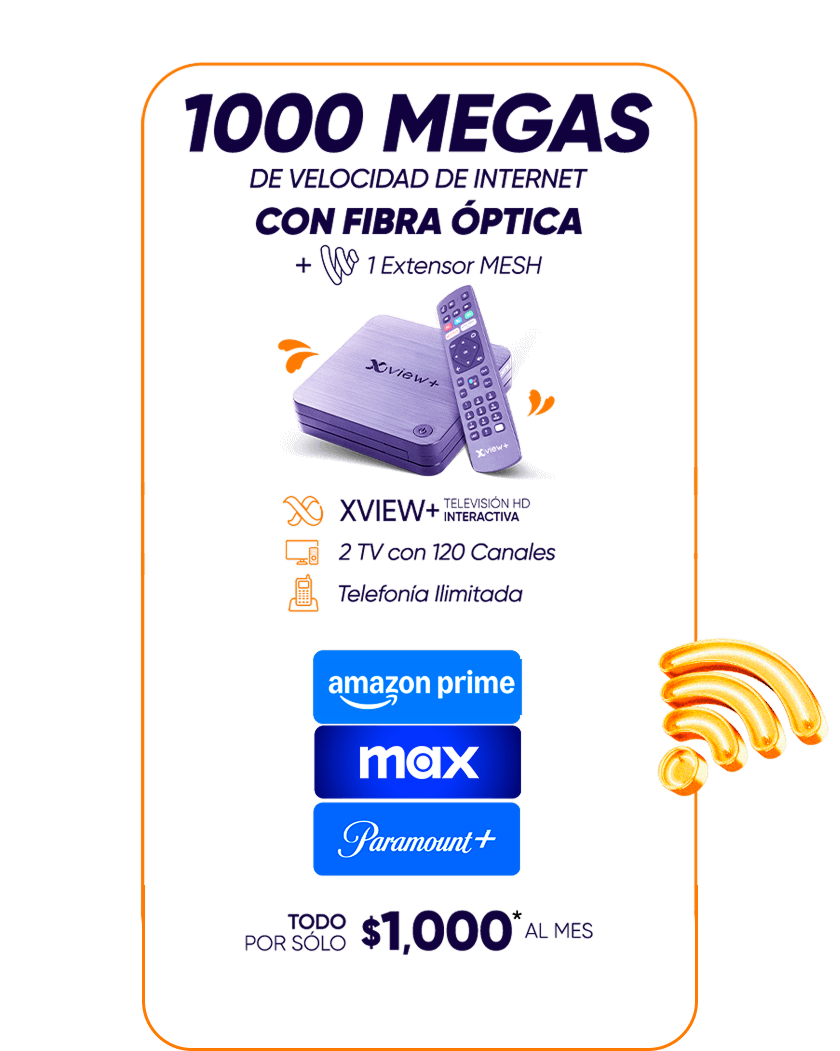 1000 MEGAS
DE VELOCIDAD DE INTERNET
CON FIBRA ÓPTICA
+ 1 Extensor MESH
Xview+
Xview+
XVIEW+ TELEVISIÓN HD
INTERACTIVA
2 TV con 120 Canales
Telefonía Ilimitada
amazon prime
max
Paramount+
TODO
POR SÓLO $1,000* AL MES